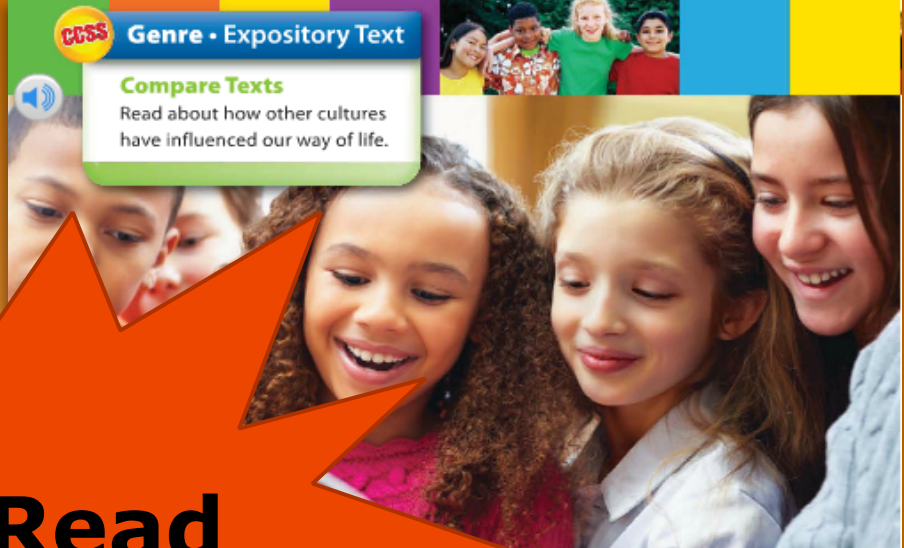 CCSS
Genre • Expository Text
Compare Texts
Read about how other cultures
have influenced our way of life.
Read